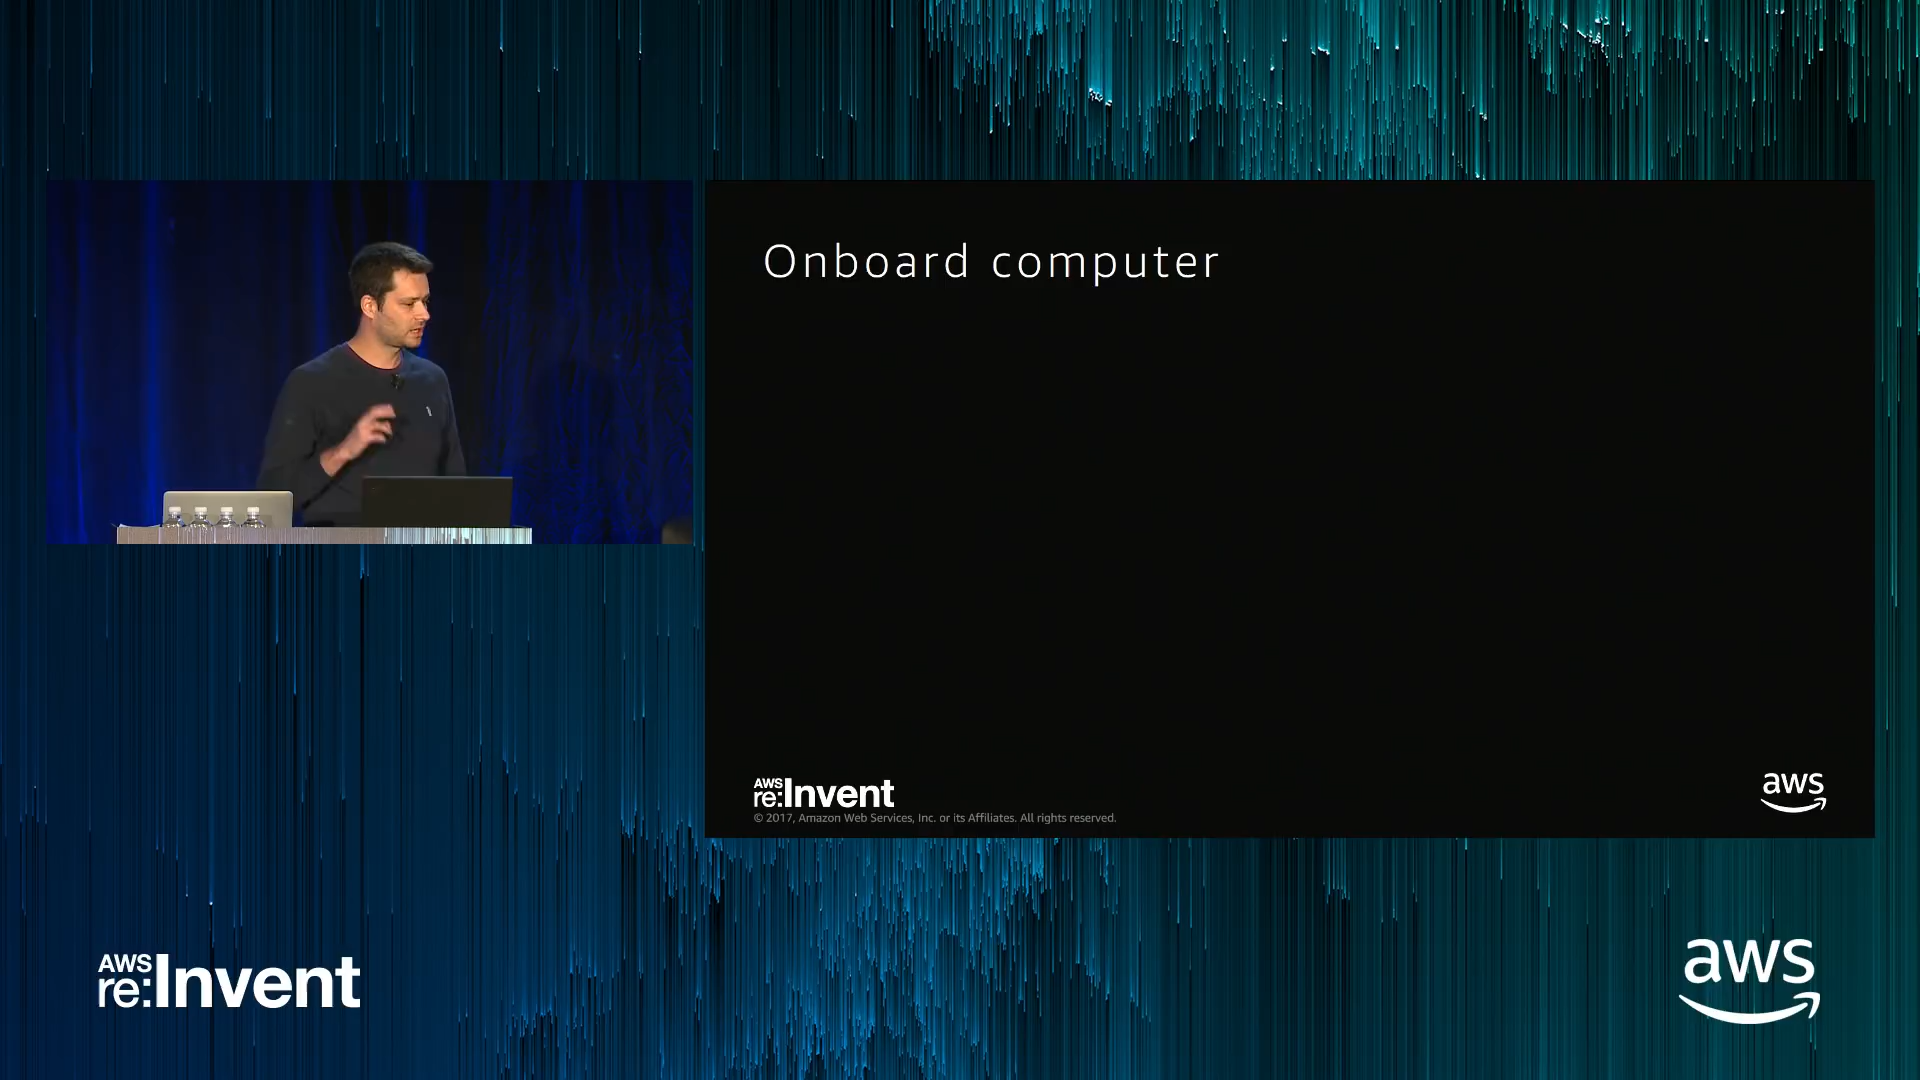 Onboard computer
AWS
re:Invent
© 2017, Amazon Web Services, Inc. or its Affiliates. All rights reserved.
aws
AWS
re:Invent
aws